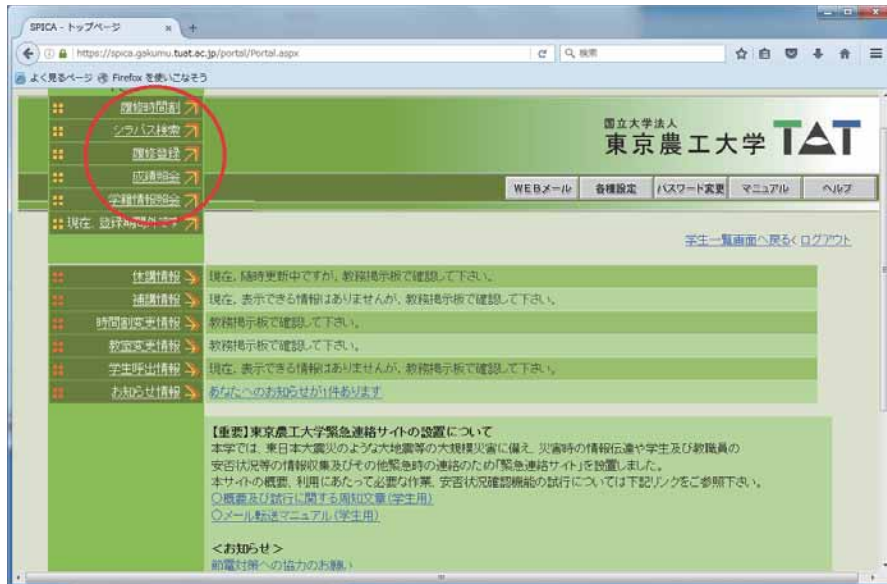 SPICA - トップページ
https://spica.gakumu.tuat.ac.jp/portal/Portal.aspx
検索
よく見るページ Firefox を使いこなそう
履修時間割
シラバス検索
履修登録
成績照会
学籍情報照会
現在、登録期間外です
国立大学法人
東京農工大学 TAT
WEBメール 各種設定 パスワード変更 マニュアル ヘルプ
学生一覧画面へ戻る< ログアウト
休講情報 現在、随時更新中ですが、教務掲示板で確認して下さい。
補講情報 現在、表示できる情報はありませんが、教務掲示板で確認して下さい。
時間割変更情報 教務掲示板で確認して下さい。
教室変更情報 教務掲示板で確認して下さい。
学生呼出情報 現在、表示できる情報はありませんが、教務掲示板で確認して下さい。
お知らせ情報 あなたへのお知らせが1件あります
【重要】東京農工大学緊急連絡サイトの設置について
本学では、東日本大震災のような大地震等の大規模災害に備え、災害時の情報伝達や学生及び教職員の
安否状況等の情報収集及びその他緊急時の連絡のため「緊急連絡サイト」を設置しました。
本サイトの概要、利用にあたって必要な作業、安否状況確認機能の試行については下記リンクをご参照下さい。
○概要及び試行に関する周知文章(学生用)
○メール転送マニュアル(学生用)
<お知らせ>
節電対策への協力のお願い